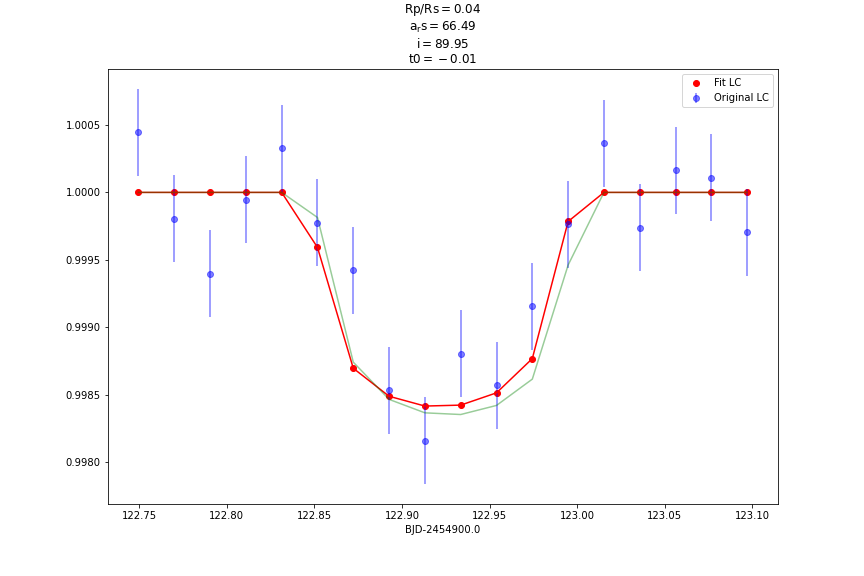 Rp/Rs = 0.04
aᵣs = 66.49
i = 89.95
t0 = −0.01
Fit LC
Original LC
1.0005
1.0000
0.9995
0.9990
0.9985
0.9980
122.75 122.80 122.85 122.90 122.95 123.00 123.05 123.10
BJD-2454900.0